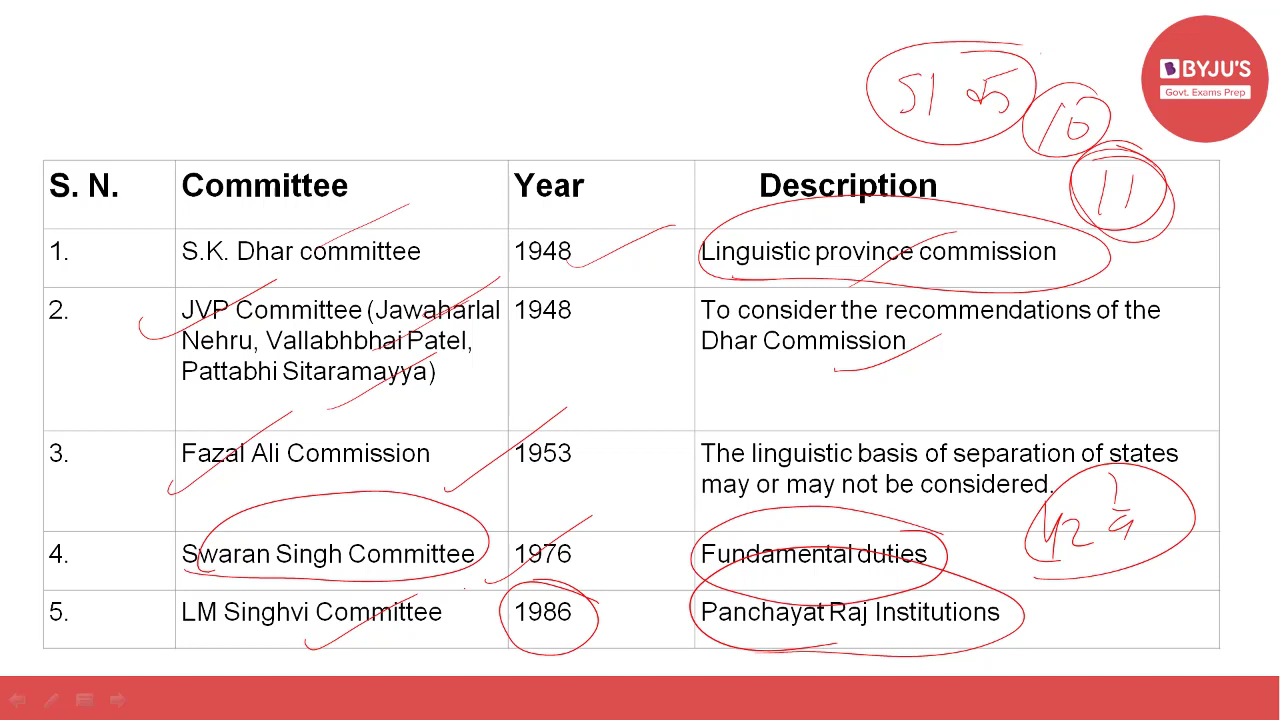 51 क
BYJU'S
Govt. Exams Prep
10
11
S. N. Committee Year Description
1. S.K. Dhar committee 1948 Linguistic province commission
2. JVP Committee (Jawaharlal 1948 To consider the recommendations of the
Nehru, Vallabhbhai Patel, Dhar Commission
Pattabhi Sitaramayya)
3. Fazal Ali Commission 1953 The linguistic basis of separation of states
may or may not be considered.
42
4. Swaran Singh Committee 1976 Fundamental duties
5. LM Singhvi Committee 1986 Panchayat Raj Institutions